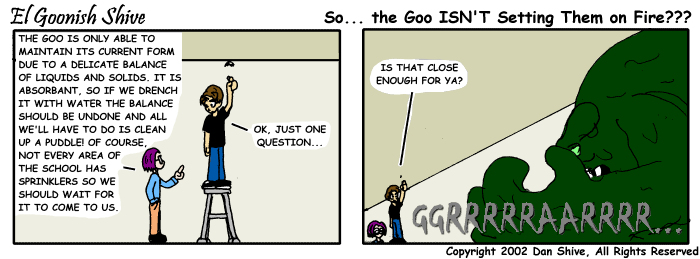 El Goonish Shive
So... the Goo ISN'T Setting Them on Fire???
THE GOO IS ONLY ABLE TO
MAINTAIN ITS CURRENT FORM
DUE TO A DELICATE BALANCE
OF LIQUIDS AND SOLIDS. IT IS
ABSORBANT, SO IF WE DRENCH
IT WITH WATER THE BALANCE
SHOULD BE UNDONE AND ALL
WE'LL HAVE TO DO IS CLEAN
UP A PUDDLE! OF COURSE,
NOT EVERY AREA OF
THE SCHOOL HAS
SPRINKLERS SO WE
SHOULD WAIT FOR
IT TO COME TO US.
OK, JUST ONE
QUESTION...
IS THAT CLOSE
ENOUGH FOR YA?
GGRRRRRRAARRRR...
Copyright 2002 Dan Shive, All Rights Reserved